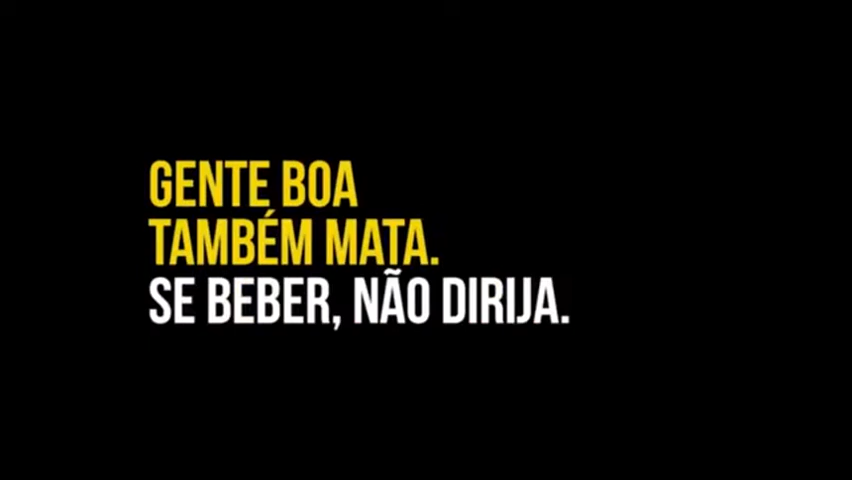 GENTE BOA
TAMBÉM MATA.
SE BEBER, NÃO DIRIJA.